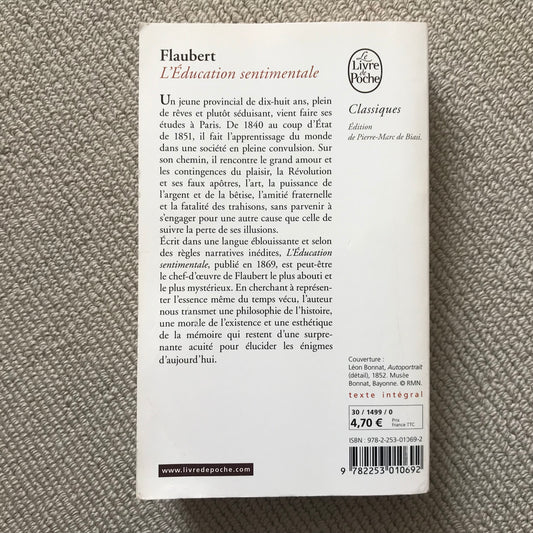 Flaubert
L'Éducation sentimentale
Un jeune provincial de dix-huit ans, plein
de rêves et plutôt séduisant, vient faire ses
études à Paris. De 1840 au coup d'État
de 1851, il fait l'apprentissage du monde
dans une société en pleine convulsion. Sur
son chemin, il rencontre le grand amour et
les contingences du plaisir, la Révolution
et ses faux apôtres, l'art, la puissance de
l'argent et de la bêtise, l'amitié fraternelle
et la fatalité des trahisons, sans parvenir à
s'engager pour une autre cause que celle de
suivre la perte de ses illusions.
Écrit dans une langue éblouissante et selon
des règles narratives inédites, L'Éducation
sentimentale, publié en 1869, est peut-être
le chef-d'œuvre de Flaubert le plus abouti et
le plus mystérieux. En cherchant à représen-
ter l'essence même du temps vécu, l'auteur
nous transmet une philosophie de l'histoire,
une morale de l'existence et une esthétique
de la mémoire qui restent d'une surpre-
nante acuité pour élucider les énigmes
d'aujourd'hui.
Le
Livre
de
Poche
Classiques
Édition
de Pierre-Marc de Biasi.
Couverture :
Léon Bonnat, Autoportrait
(détail), 1852. Musée
Bonnat, Bayonne. © RMN.
texte intégral
30 / 1499 / 0
4,70 € Prix
France TTC
ISBN : 978-2-253-01069-2
9 782253 010692
www.livredepoche.com